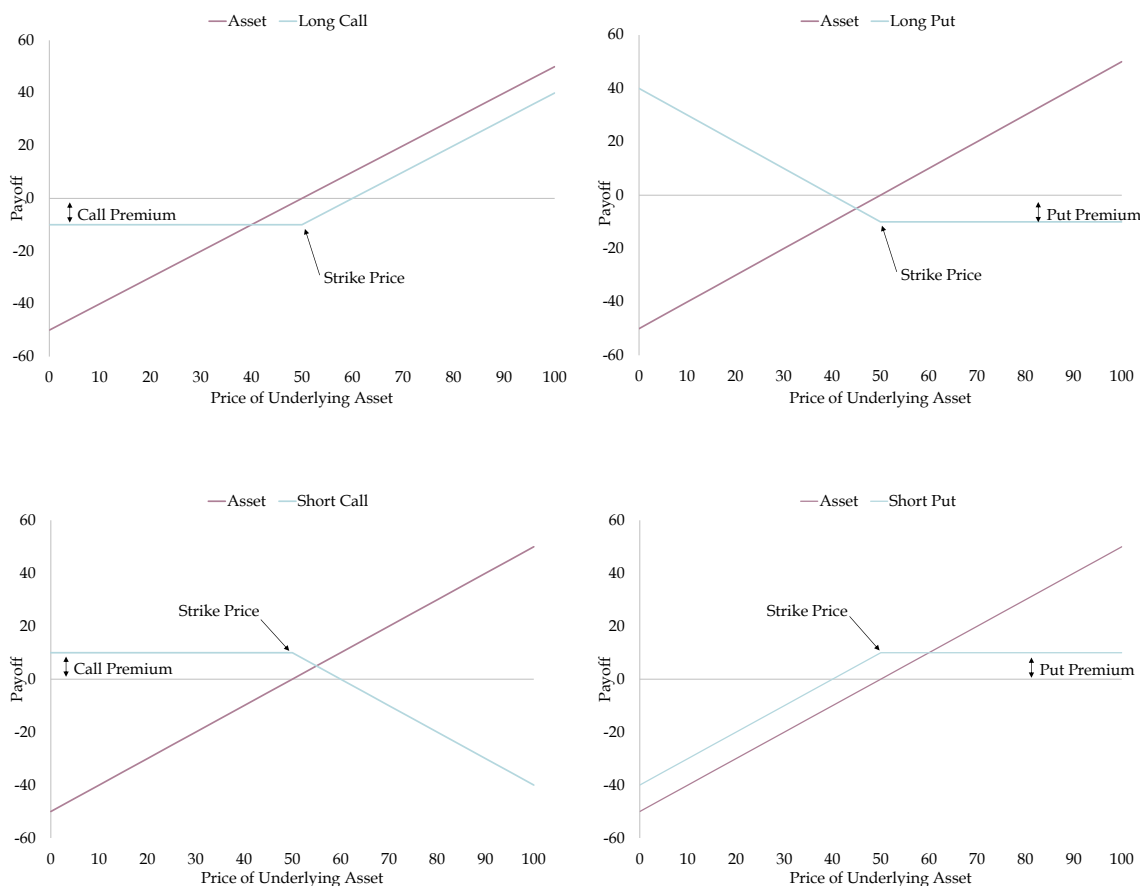 Asset Long Call
60
40
20
0
-20
-40
-60
Payoff
Call Premium
Strike Price
0 10 20 30 40 50 60 70 80 90 100
Price of Underlying Asset
Asset Long Put
60
40
20
0
-20
-40
-60
Payoff
Put Premium
Strike Price
0 10 20 30 40 50 60 70 80 90 100
Price of Underlying Asset
Asset Short Call
60
40
20
0
-20
-40
-60
Payoff
Strike Price
Call Premium
0 10 20 30 40 50 60 70 80 90 100
Price of Underlying Asset
Asset Short Put
60
40
20
0
-20
-40
-60
Payoff
Strike Price
Put Premium
0 10 20 30 40 50 60 70 80 90 100
Price of Underlying Asset